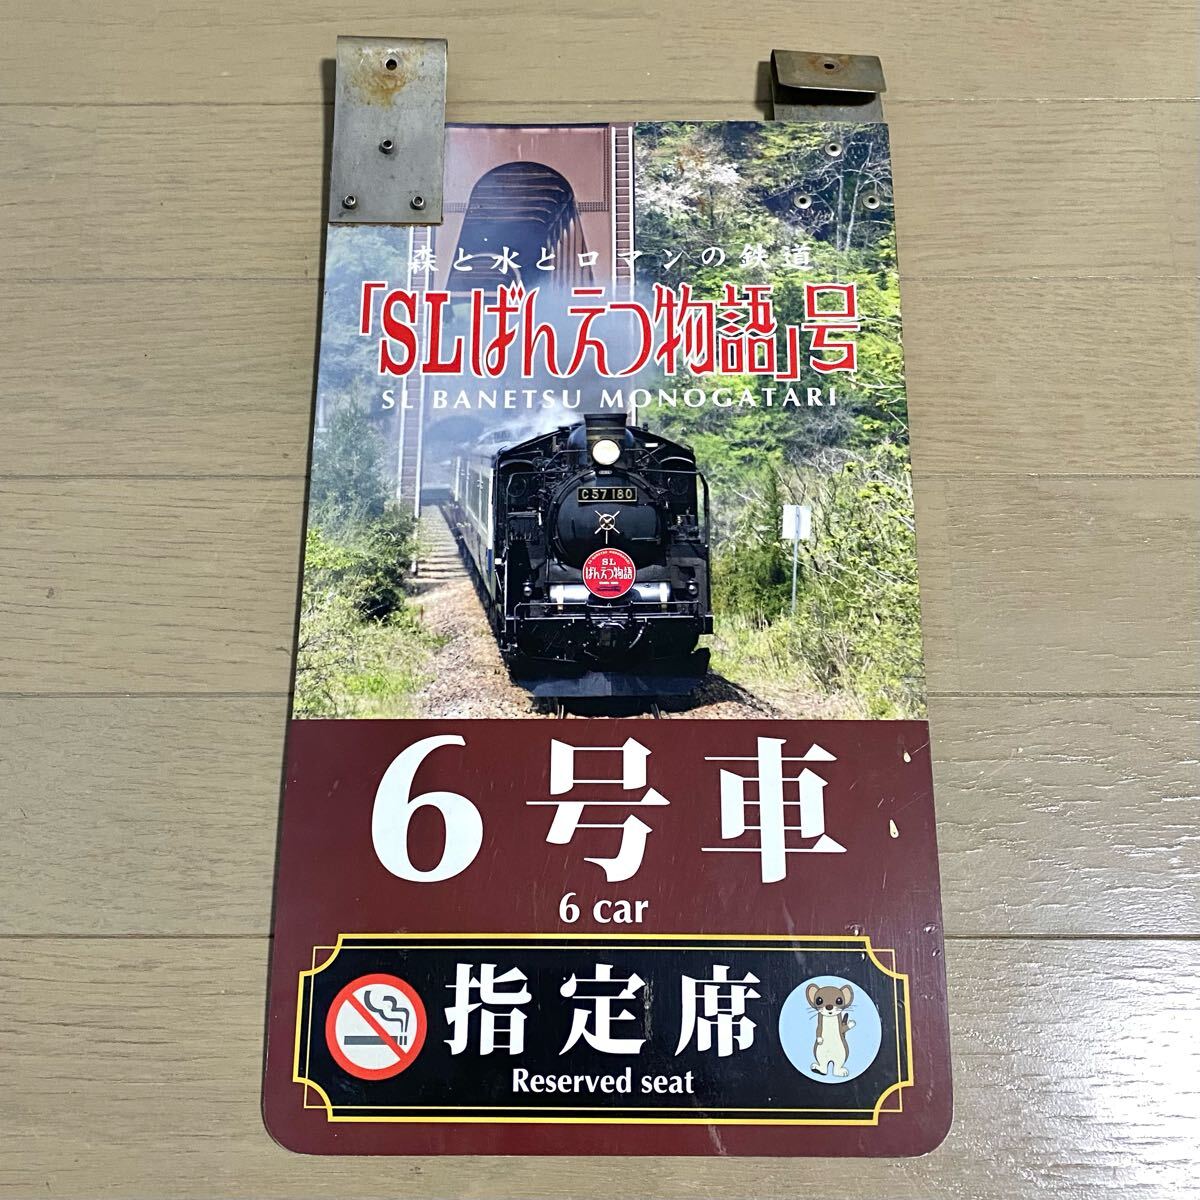 森と水とロマンの鉄道
「SLばんえつ物語」号
SL BANETSU MONOGATARI
C57 180
SL
ばんえつ物語
6号車
6 car
指定席
Reserved seat